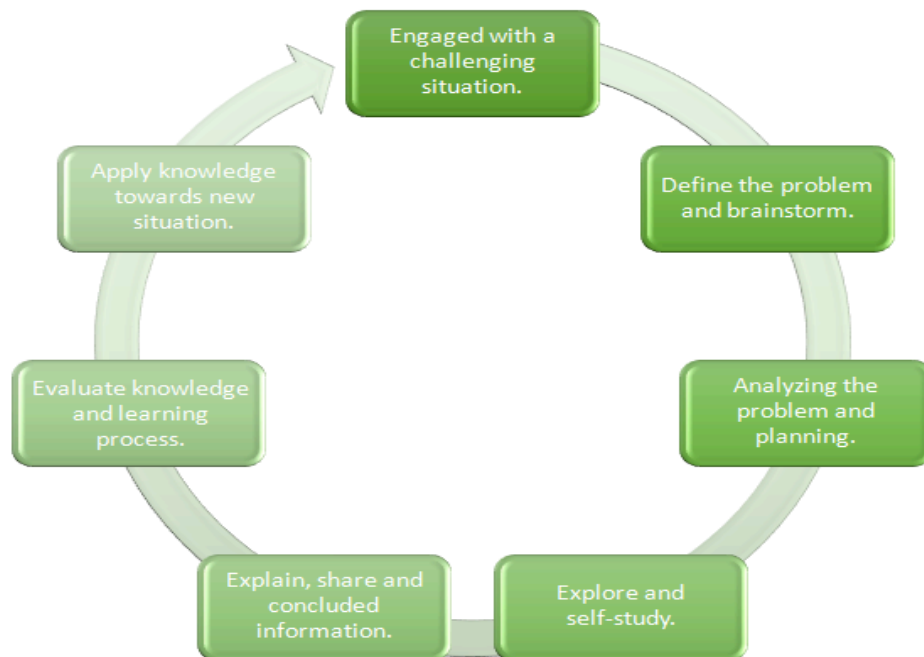 Engaged with a
challenging
situation.
Define the problem
and brainstorm.
Analyzing the
problem and
planning.
Explore and
self-study.
Explain, share and
concluded
information.
Evaluate knowledge
and learning
process.
Apply knowledge
towards new
situation.